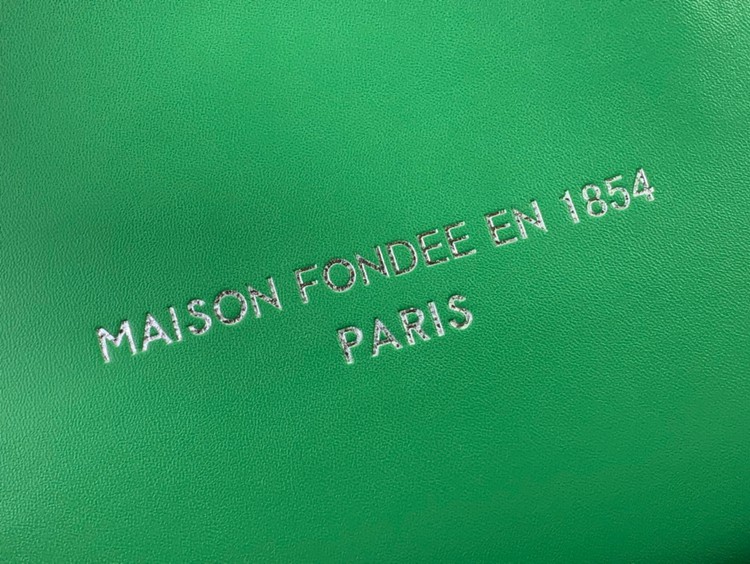 MAISON FONDEE EN 1854
PARIS